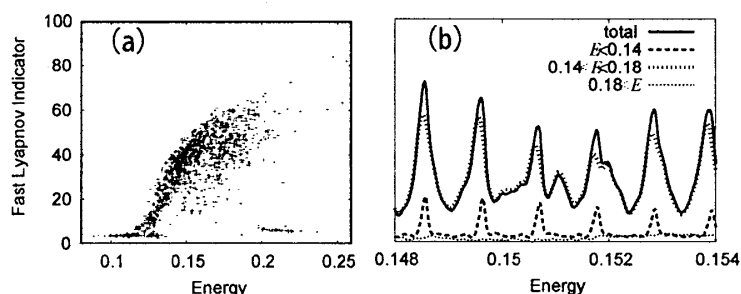 (a)
Fast Lyapnov Indicator
100
80
60
40
20
0
0.1
0.15
0.2
0.25
Energy
(b)
total
E<0.14
0.14<E<0.18
0.18<E
0.148
0.15
0.152
0.154
Energy